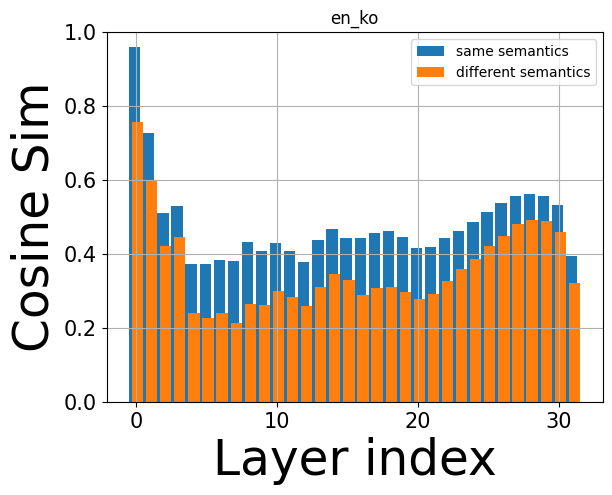 en_ko
same semantics
different semantics
Cosine Sim
1.0
0.8
0.6
0.4
0.2
0.0
0 10 20 30
Layer index